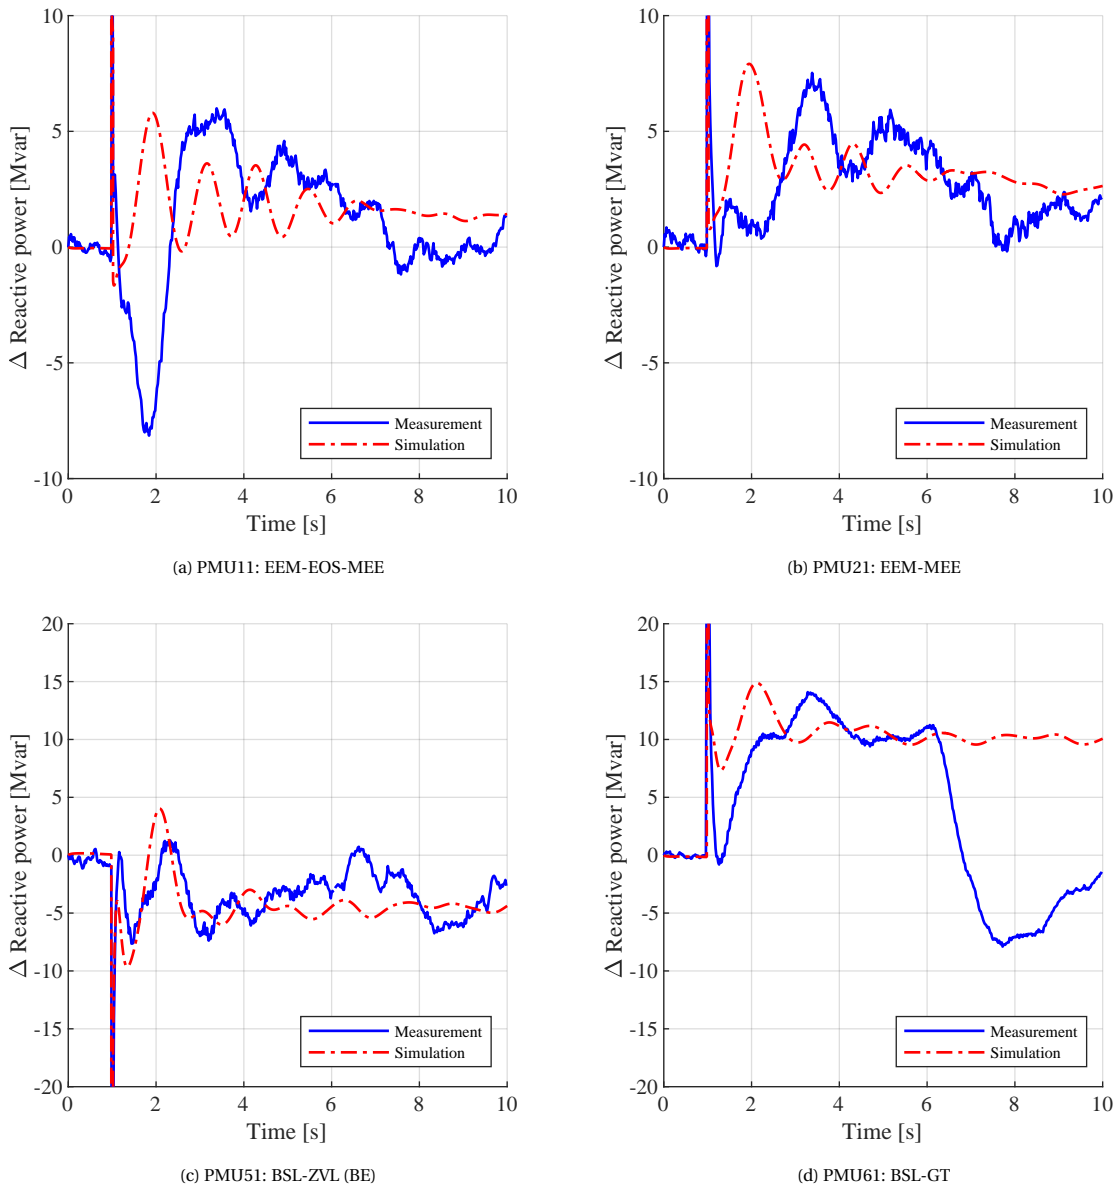 10
5
0
-5
-10
Δ Reactive power [Mvar]
Measurement
Simulation
0 2 4 6 8 10
Time [s]
(a) PMU11: EEM-EOS-MEE
10
5
0
-5
-10
Δ Reactive power [Mvar]
Measurement
Simulation
0 2 4 6 8 10
Time [s]
(b) PMU21: EEM-MEE
20
15
10
5
0
-5
-10
-15
-20
Δ Reactive power [Mvar]
Measurement
Simulation
0 2 4 6 8 10
Time [s]
(c) PMU51: BSL-ZVL (BE)
20
15
10
5
0
-5
-10
-15
-20
Δ Reactive power [Mvar]
Measurement
Simulation
0 2 4 6 8 10
Time [s]
(d) PMU61: BSL-GT